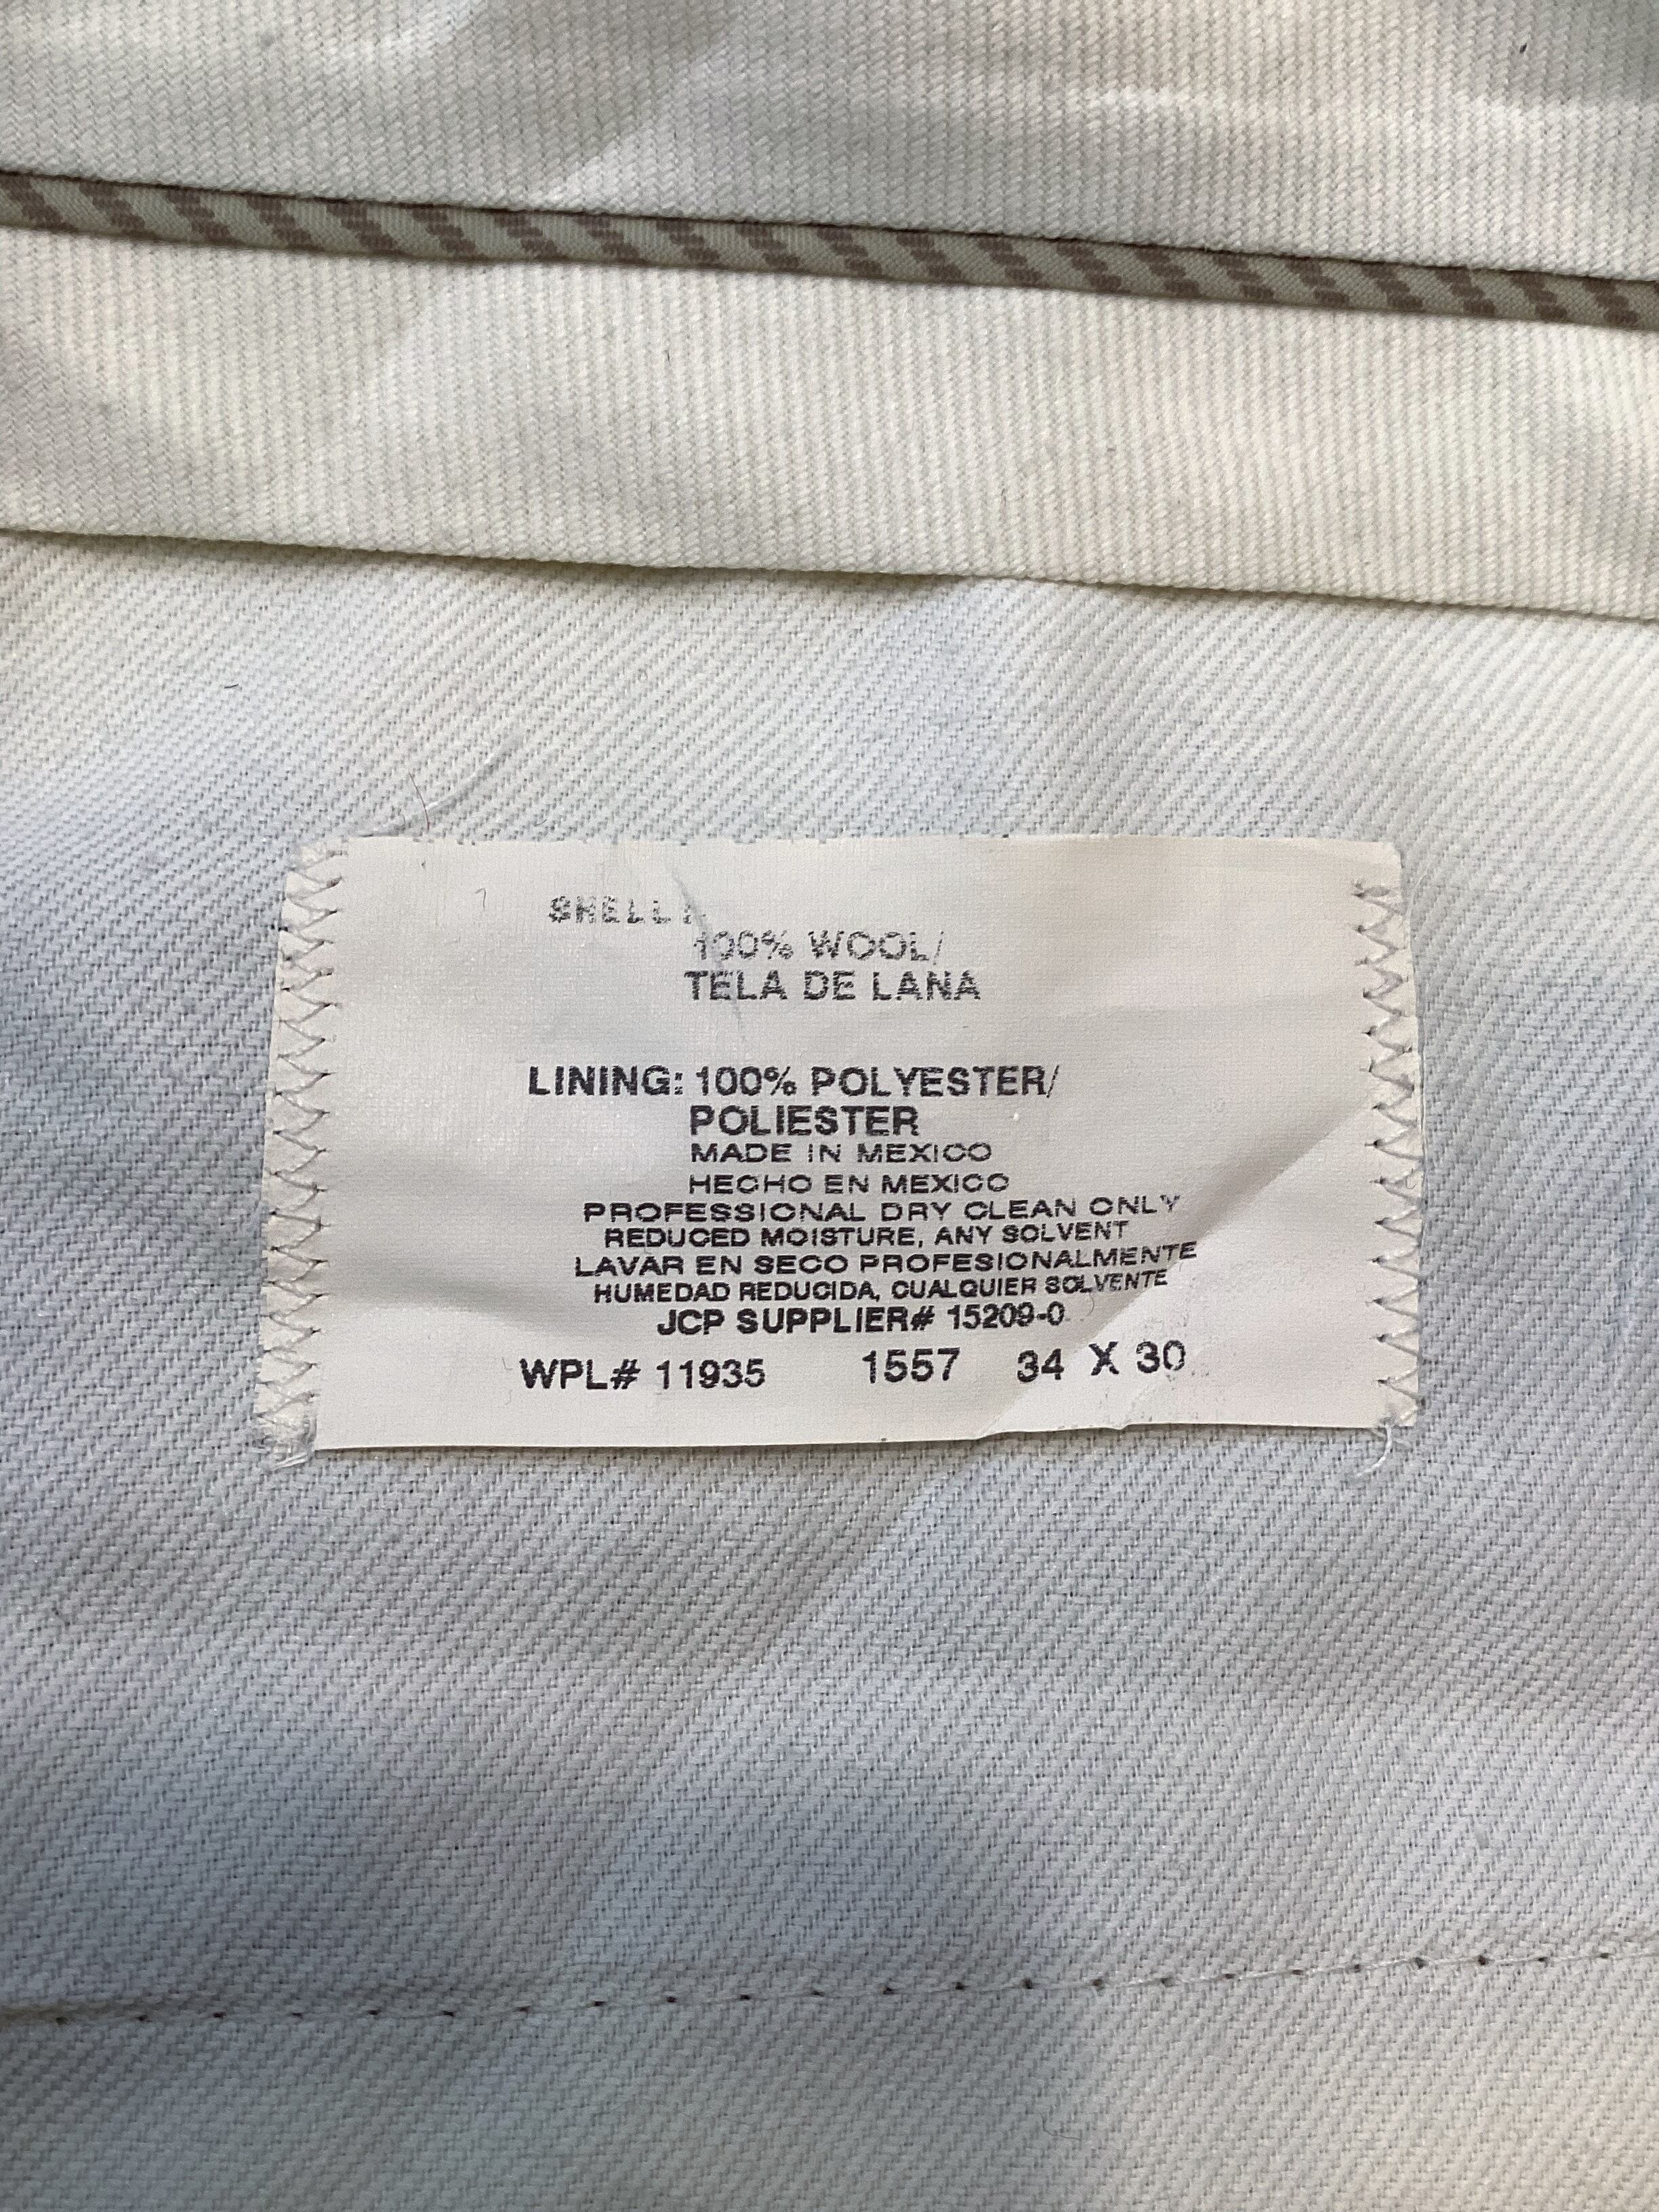 SHELL:
100% WOOL/
TELA DE LANA
LINING: 100% POLYESTER/
POLIESTER
MADE IN MEXICO
HECHO EN MEXICO
PROFESSIONAL DRY CLEAN ONLY
REDUCED MOISTURE, ANY SOLVENT
LAVAR EN SECO PROFESIONALMENTE
HUMEDAD REDUCIDA, CUALQUIER SOLVENTE
JCP SUPPLIER# 15209-0
WPL# 11935 1557 34 X 30